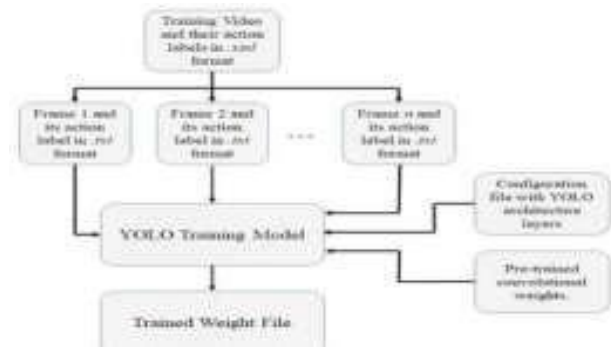 Training Video
and their action
labels in .xml
format
Frame 1 and
its action
label in .txt
format
Frame 2 and
its action
label in .txt
format
...
Frame n and
its action
label in .txt
format
Configuration
file with YOLO
architecture
layers
YOLO Training Model
Pre-trained
convolutional
weights.
Trained Weight File